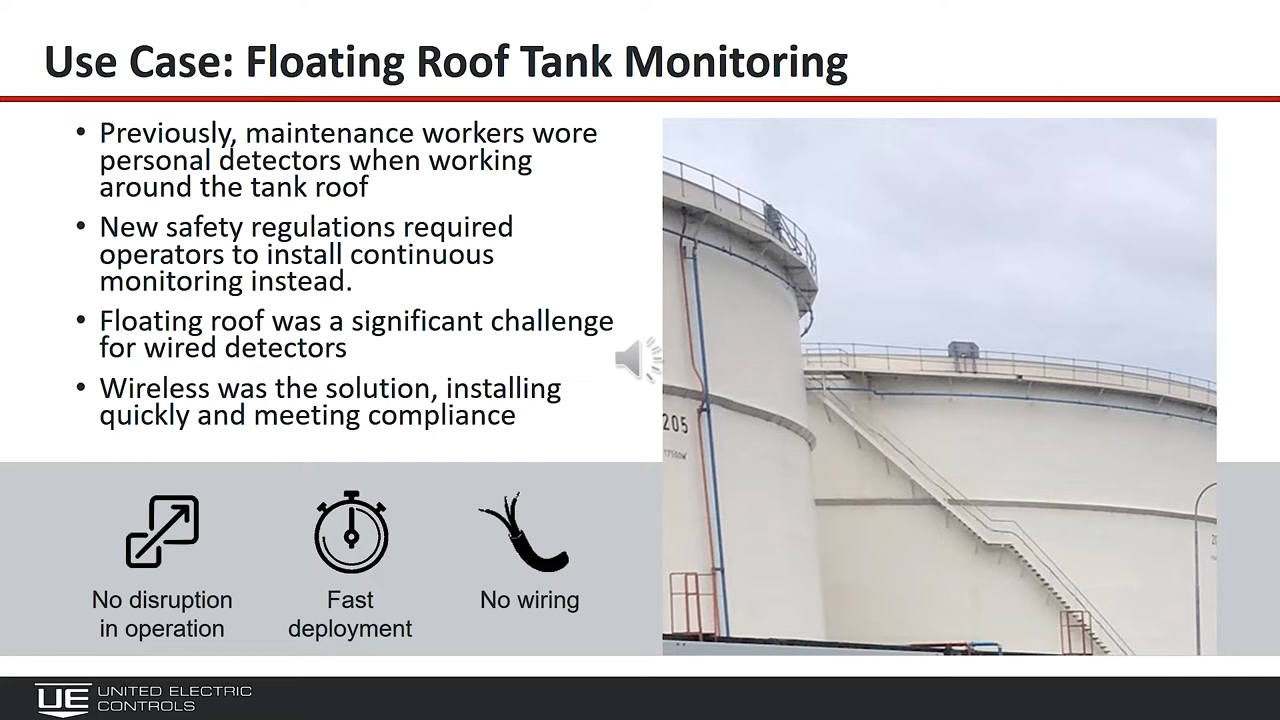 Use Case: Floating Roof Tank Monitoring
• Previously, maintenance workers wore
personal detectors when working
around the tank roof
• New safety regulations required
operators to install continuous
monitoring instead.
• Floating roof was a significant challenge
for wired detectors
• Wireless was the solution, installing
quickly and meeting compliance
205
No disruption
in operation
Fast
deployment
No wiring
UE UNITED ELECTRIC
CONTROLS